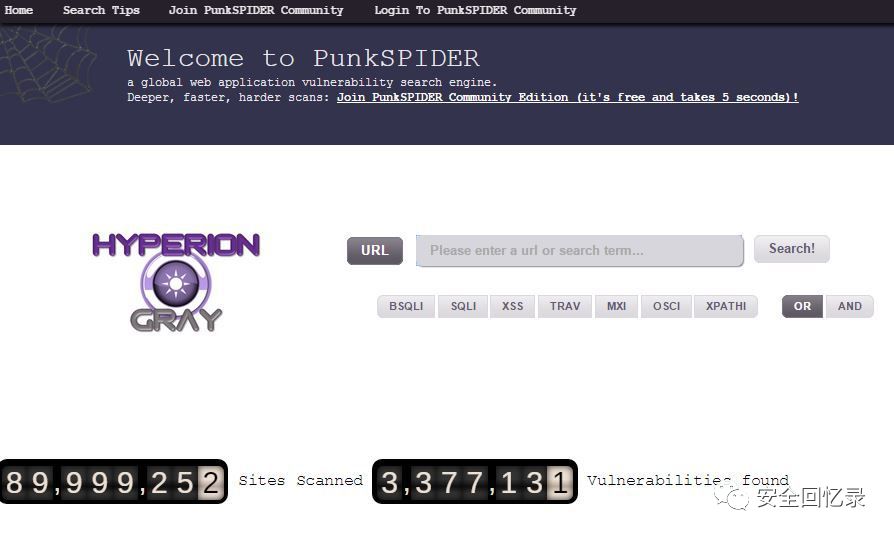 Home Search Tips Join PunkSPIDER Community Login To PunkSPIDER Community
Welcome to PunkSPIDER
a global web application vulnerability search engine.
Deeper, faster, harder scans: Join PunkSPIDER Community Edition (it's free and takes 5 seconds)!
HYPERION
GRAY
URL Please enter a url or search term... Search!
BSQLI SQLI XSS TRAV MXI OSCI XPATHI OR AND
89,999,252 Sites Scanned 3,377,131 Vulnerabilities found
安全回忆录